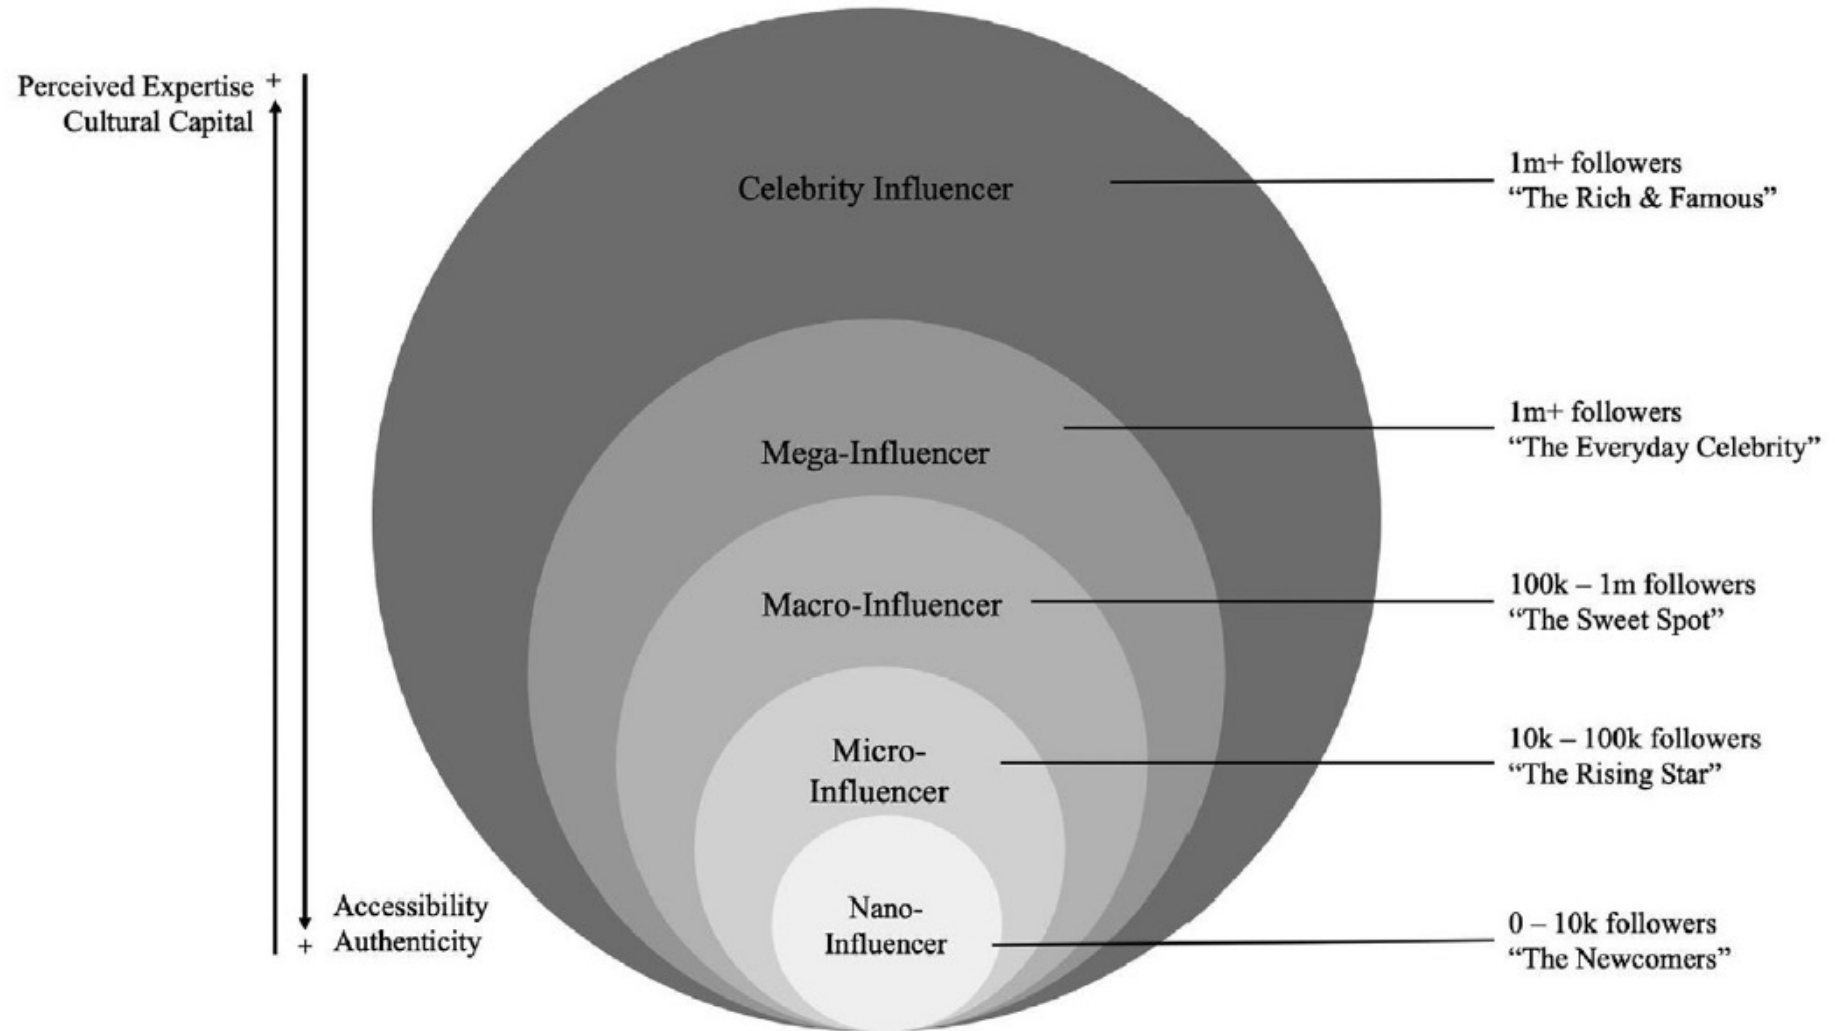 Perceived Expertise +
Cultural Capital
Celebrity Influencer
1m+ followers
“The Rich & Famous”
Mega-Influencer
1m+ followers
“The Everyday Celebrity”
Macro-Influencer
100k – 1m followers
“The Sweet Spot”
Micro-
Influencer
10k – 100k followers
“The Rising Star”
Nano-
Influencer
0 – 10k followers
“The Newcomers”
Accessibility
+ Authenticity